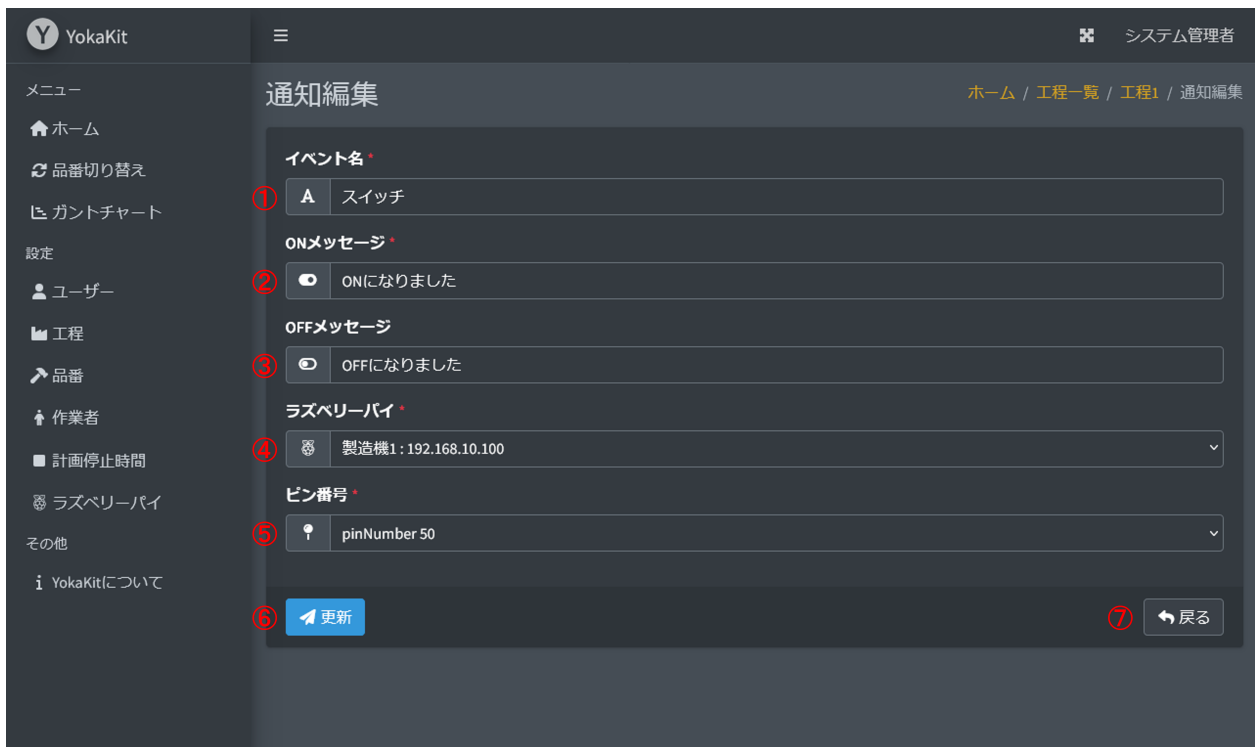 YokaKit
システム管理者
メニュー
ホーム
品番切り替え
ガントチャート
設定
ユーザー
工程
品番
作業者
計画停止時間
ラズベリーパイ
その他
YokaKitについて
通知編集
ホーム / 工程一覧 / 工程1 / 通知編集
イベント名 *
① A スイッチ
ONメッセージ *
② ONになりました
OFFメッセージ
③ OFFになりました
ラズベリーパイ *
④ 製造機1 : 192.168.10.100
ピン番号 *
⑤ pinNumber 50
⑥ 更新
⑦ 戻る